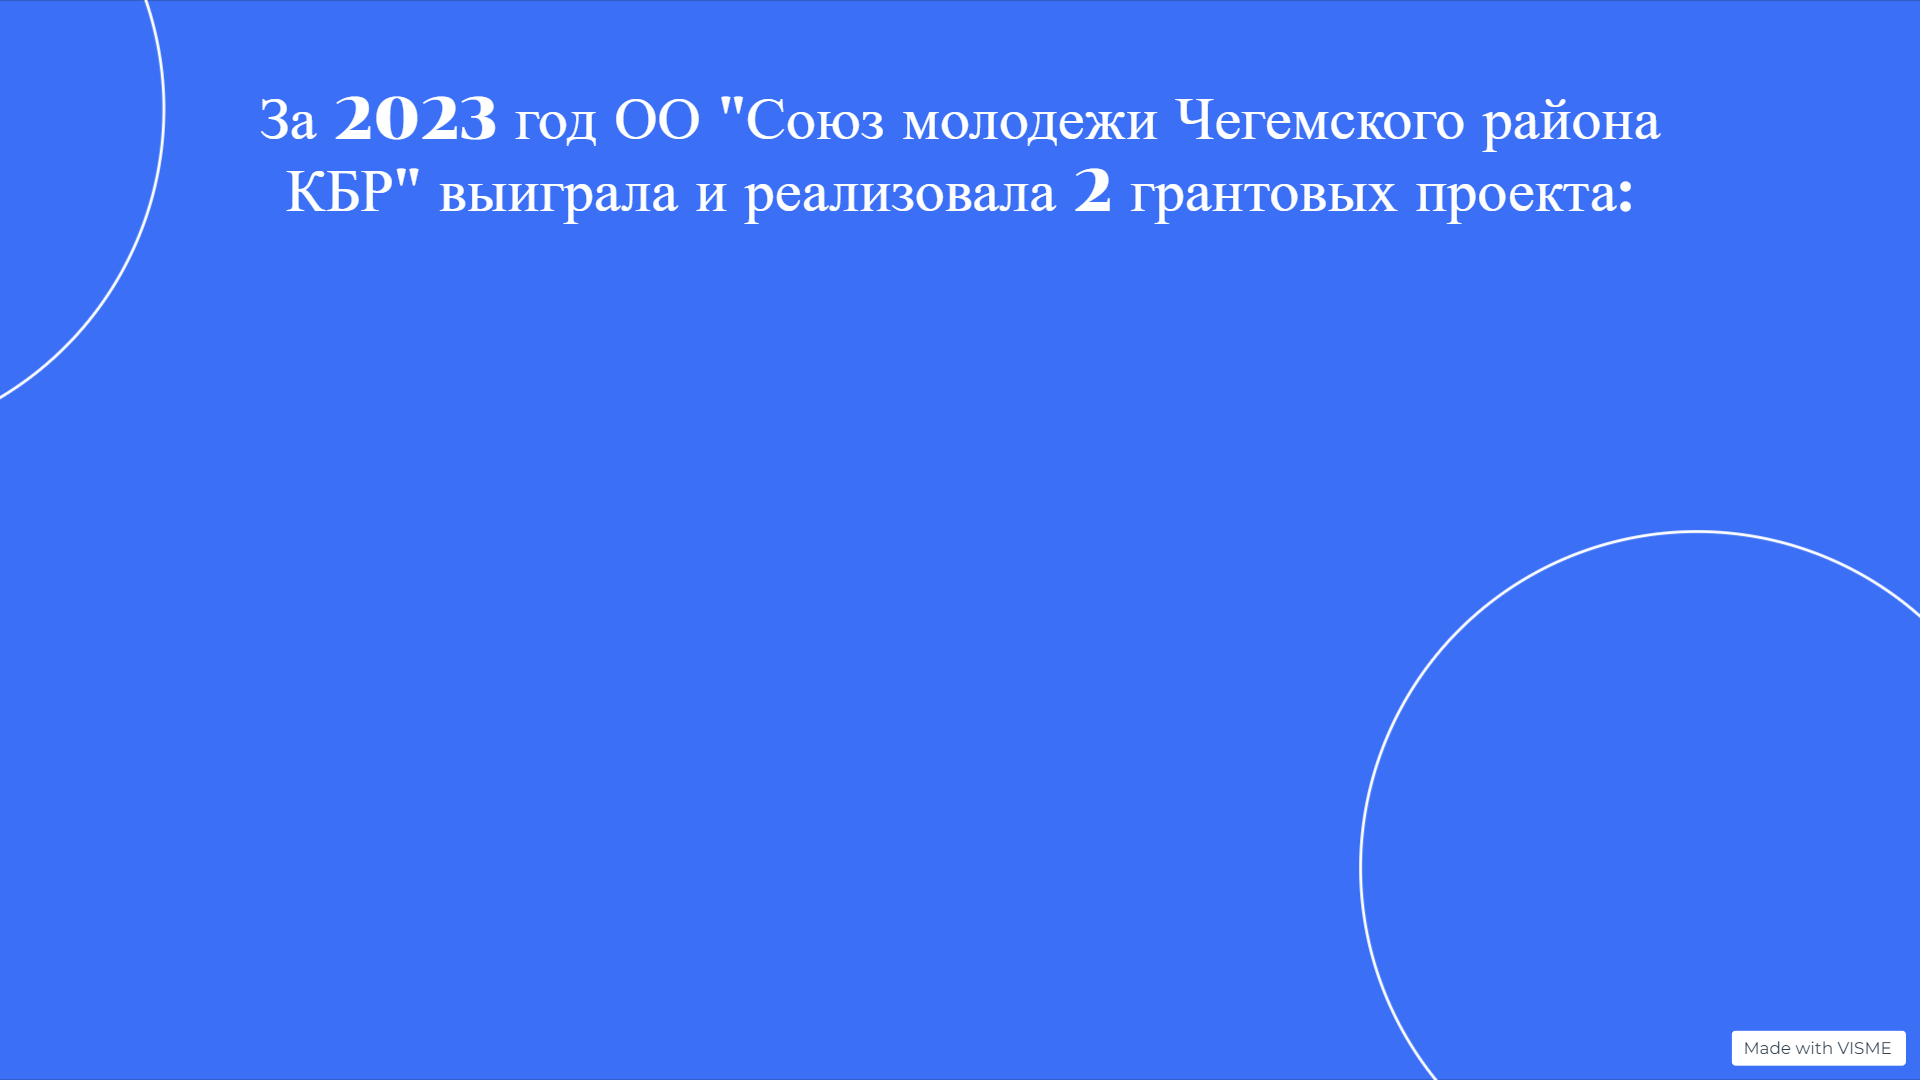 За 2023 год ОО "Союз молодежи Чегемского района
КБР" выиграла и реализовала 2 грантовых проекта:
Made with VISME